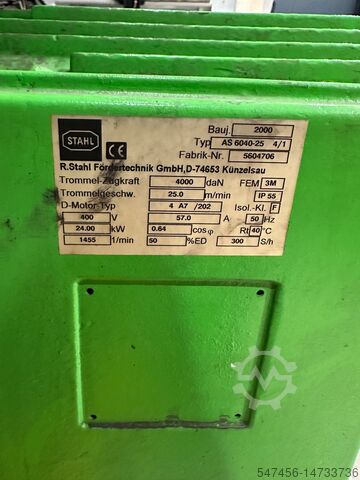 STAHL CE Bauj. 2000
Typ AS 6040-25 4/1
Fabrik-Nr. 5604706
R.Stahl Fördertechnik GmbH,D-74653 Künzelsau
Trommel-Zugkraft 4000 daN FEM 3M
Trommelgeschw. 25.0 m/min IP 55
D-Motor-Typ 4 A7 /202 Isol.-Kl. F
400 V 57.0 A 50 Hz
24.00 kW 0.64 cosφ Rt 40 °C
1455 1/min 50 %ED 300 S/h
547456-14733736